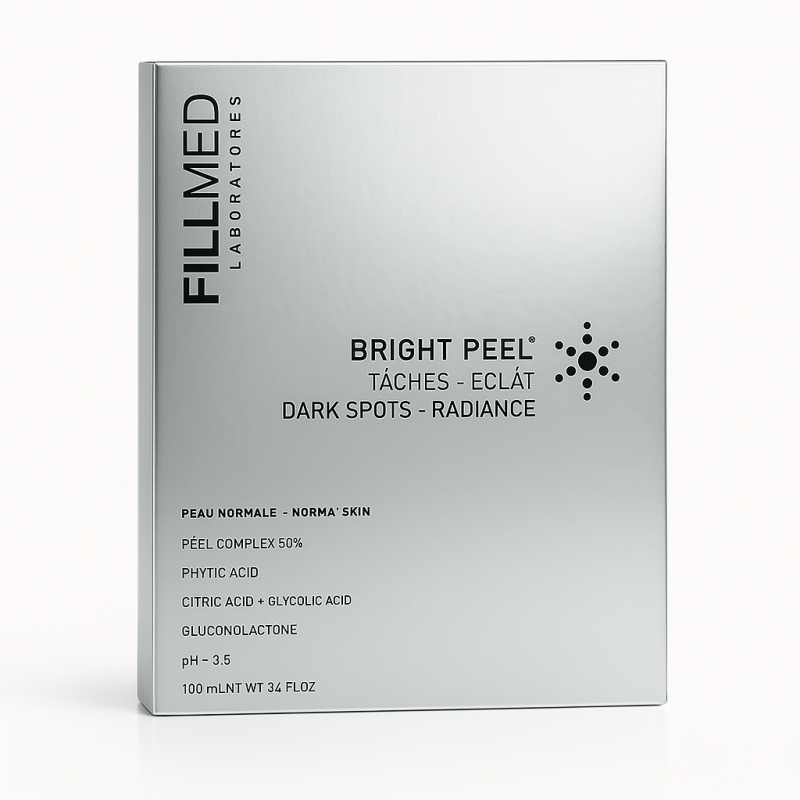 FILLMED
LABORATORES
BRIGHT PEEL®
TÁCHES - ECLÁT
DARK SPOTS - RADIANCE
PEAU NORMALE - NORMA' SKIN
PÉEL COMPLEX 50%
PHYTIC ACID
CITRIC ACID + GLYCOLIC ACID
GLUCONOLACTONE
pH – 3.5
100 mLNT WT 34 FLOZ